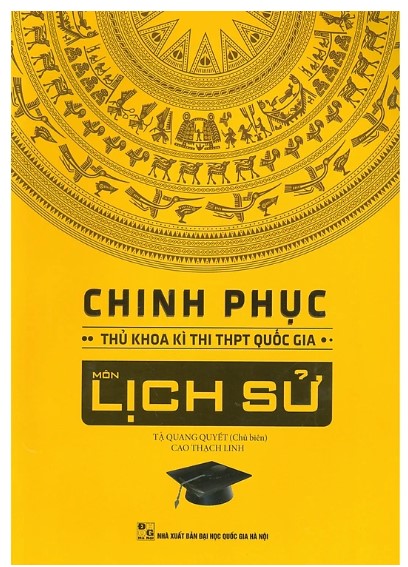 CHINH PHỤC
THỦ KHOA KÌ THI THPT QUỐC GIA
MÔN
LỊCH SỬ
TẠ QUANG QUYẾT (Chủ biên)
CAO THẠCH LINH
NHÀ XUẤT BẢN ĐẠI HỌC QUỐC GIA HÀ NỘI